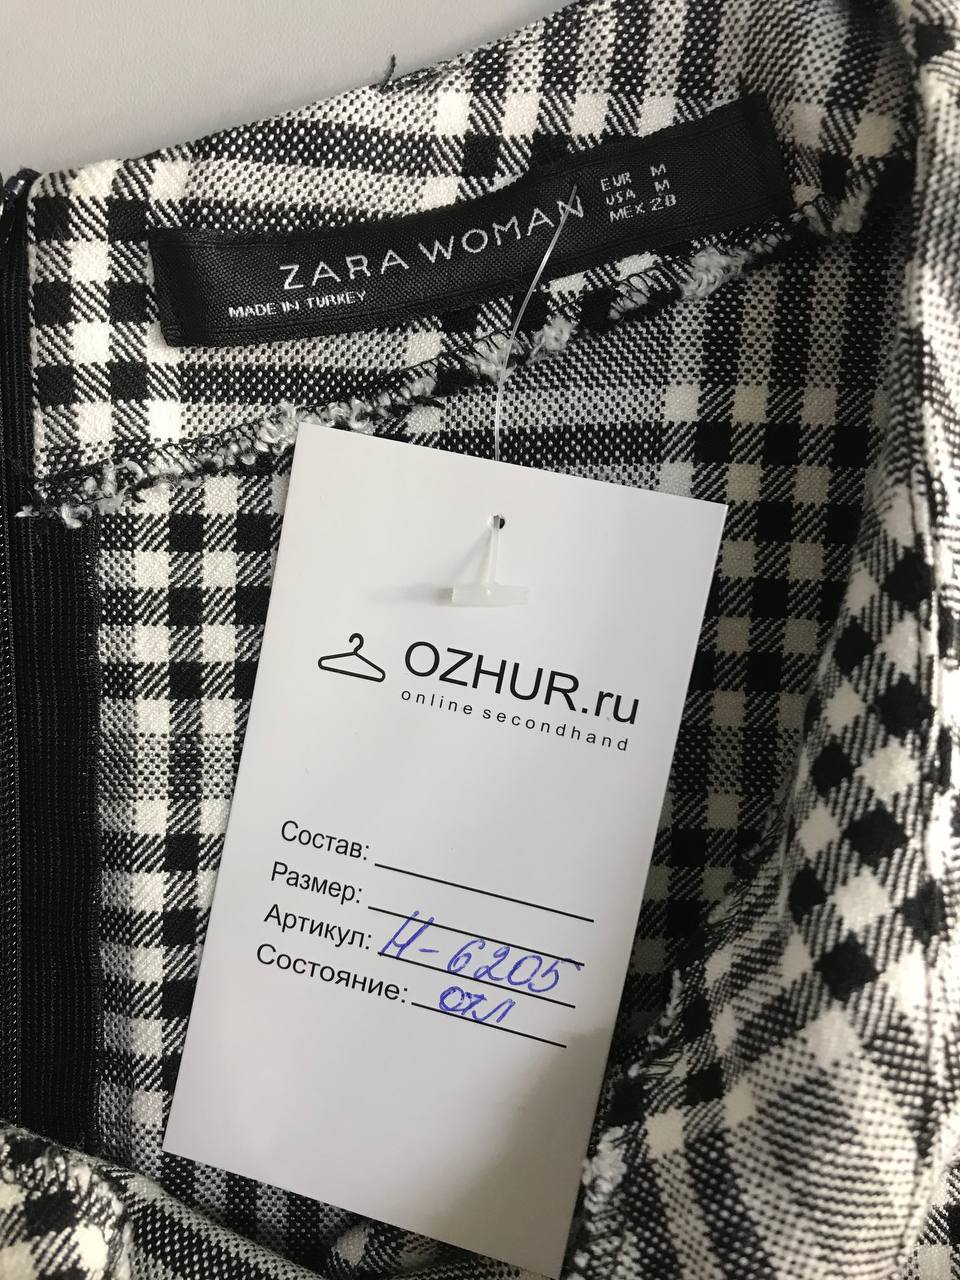 ZARA WOMAN
EUR M
USA M
MEX 28
MADE IN TURKEY
OZHUR.ru
online secondhand
Состав:
Размер:
Артикул: Н-6205
Состояние: отл